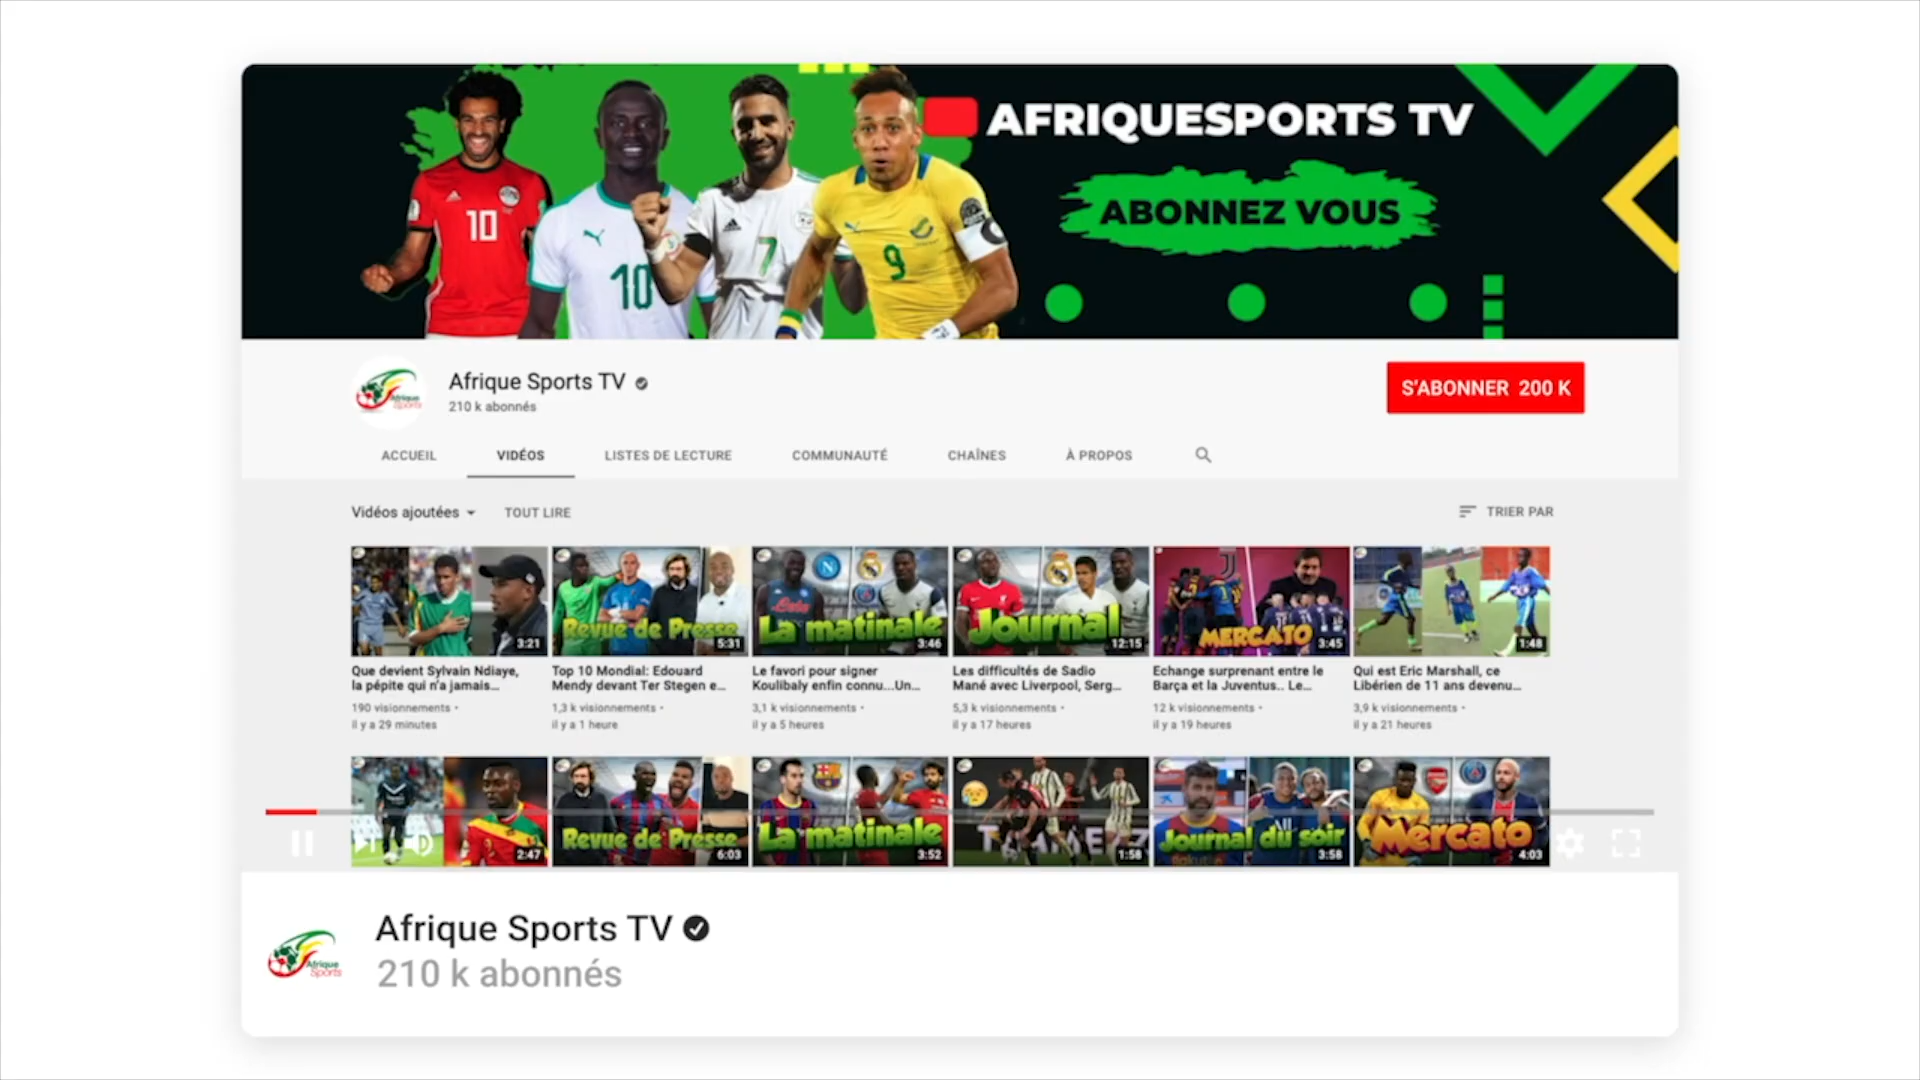 AFRIQUESPORTS TV
ABONNEZ VOUS
10
10
7
9
Afrique Sports TV
210 k abonnés
S'ABONNER 200 K
Afrique
Sports
ACCUEIL VIDÉOS LISTES DE LECTURE COMMUNAUTÉ CHAÎNES À PROPOS
Vidéos ajoutées TOUT LIRE TRIER PAR
3:21
Revue de Presse 5:31
La matinale 3:46
Journal 12:15
MERCATO 3:45
1:48
Que devient Sylvain Ndiaye,
la pépite qui n'a jamais...
190 visionnements •
il y a 29 minutes
Top 10 Mondial: Edouard
Mendy devant Ter Stegen e...
1,3 k visionnements •
il y a 1 heure
Le favori pour signer
Koulibaly enfin connu...Un...
3,1 k visionnements •
il y a 5 heures
Les difficultés de Sadio
Mané avec Liverpool, Serg...
5,3 k visionnements •
il y a 17 heures
Echange surprenant entre le
Barça et la Juventus.. Le...
12 k visionnements •
il y a 19 heures
Qui est Eric Marshall, ce
Libérien de 11 ans devenu...
3,9 k visionnements •
il y a 21 heures
2:47
Revue de Presse 6:03
La matinale 3:52
1:58
Journal du soir 3:58
Mercato 4:03
Afrique Sports TV
210 k abonnés
Afrique
Sports